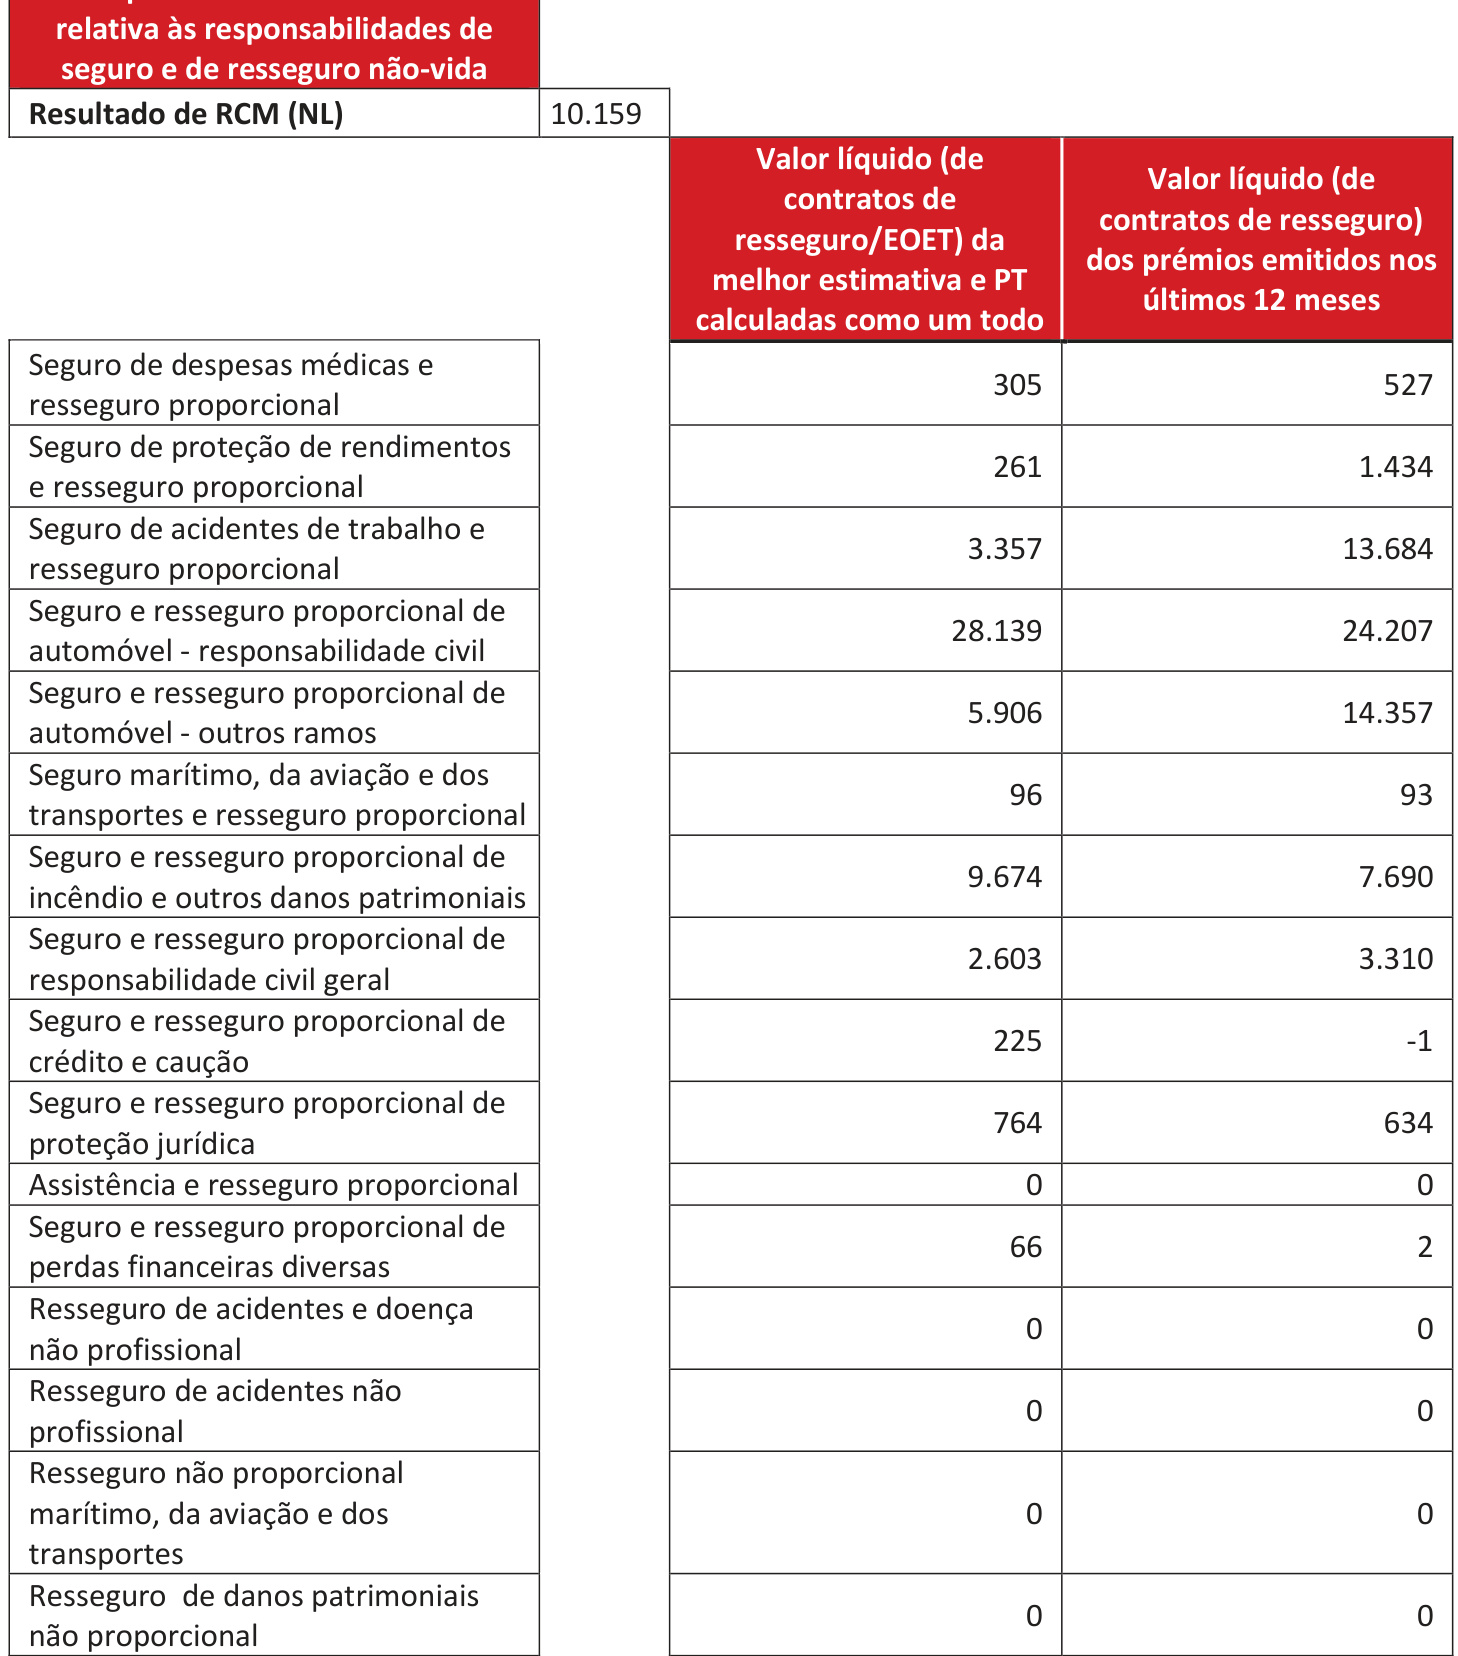 relativa às responsabilidades de
seguro e de resseguro não-vida
Resultado de RCM (NL)
10.159
Valor líquido (de
contratos de
resseguro/EOET) da
melhor estimativa e PT
calculadas como um todo
Valor líquido (de
contratos de resseguro)
dos prémios emitidos nos
últimos 12 meses
Seguro de despesas médicas e
resseguro proporcional
305
527
Seguro de proteção de rendimentos
e resseguro proporcional
261
1.434
Seguro de acidentes de trabalho e
resseguro proporcional
3.357
13.684
Seguro e resseguro proporcional de
automóvel - responsabilidade civil
28.139
24.207
Seguro e resseguro proporcional de
automóvel - outros ramos
5.906
14.357
Seguro marítimo, da aviação e dos
transportes e resseguro proporcional
96
93
Seguro e resseguro proporcional de
incêndio e outros danos patrimoniais
9.674
7.690
Seguro e resseguro proporcional de
responsabilidade civil geral
2.603
3.310
Seguro e resseguro proporcional de
crédito e caução
225
-1
Seguro e resseguro proporcional de
proteção jurídica
764
634
Assistência e resseguro proporcional
0
0
Seguro e resseguro proporcional de
perdas financeiras diversas
66
2
Resseguro de acidentes e doença
não profissional
0
0
Resseguro de acidentes não
profissional
0
0
Resseguro não proporcional
marítimo, da aviação e dos
transportes
0
0
Resseguro  de danos patrimoniais
não proporcional
0
0